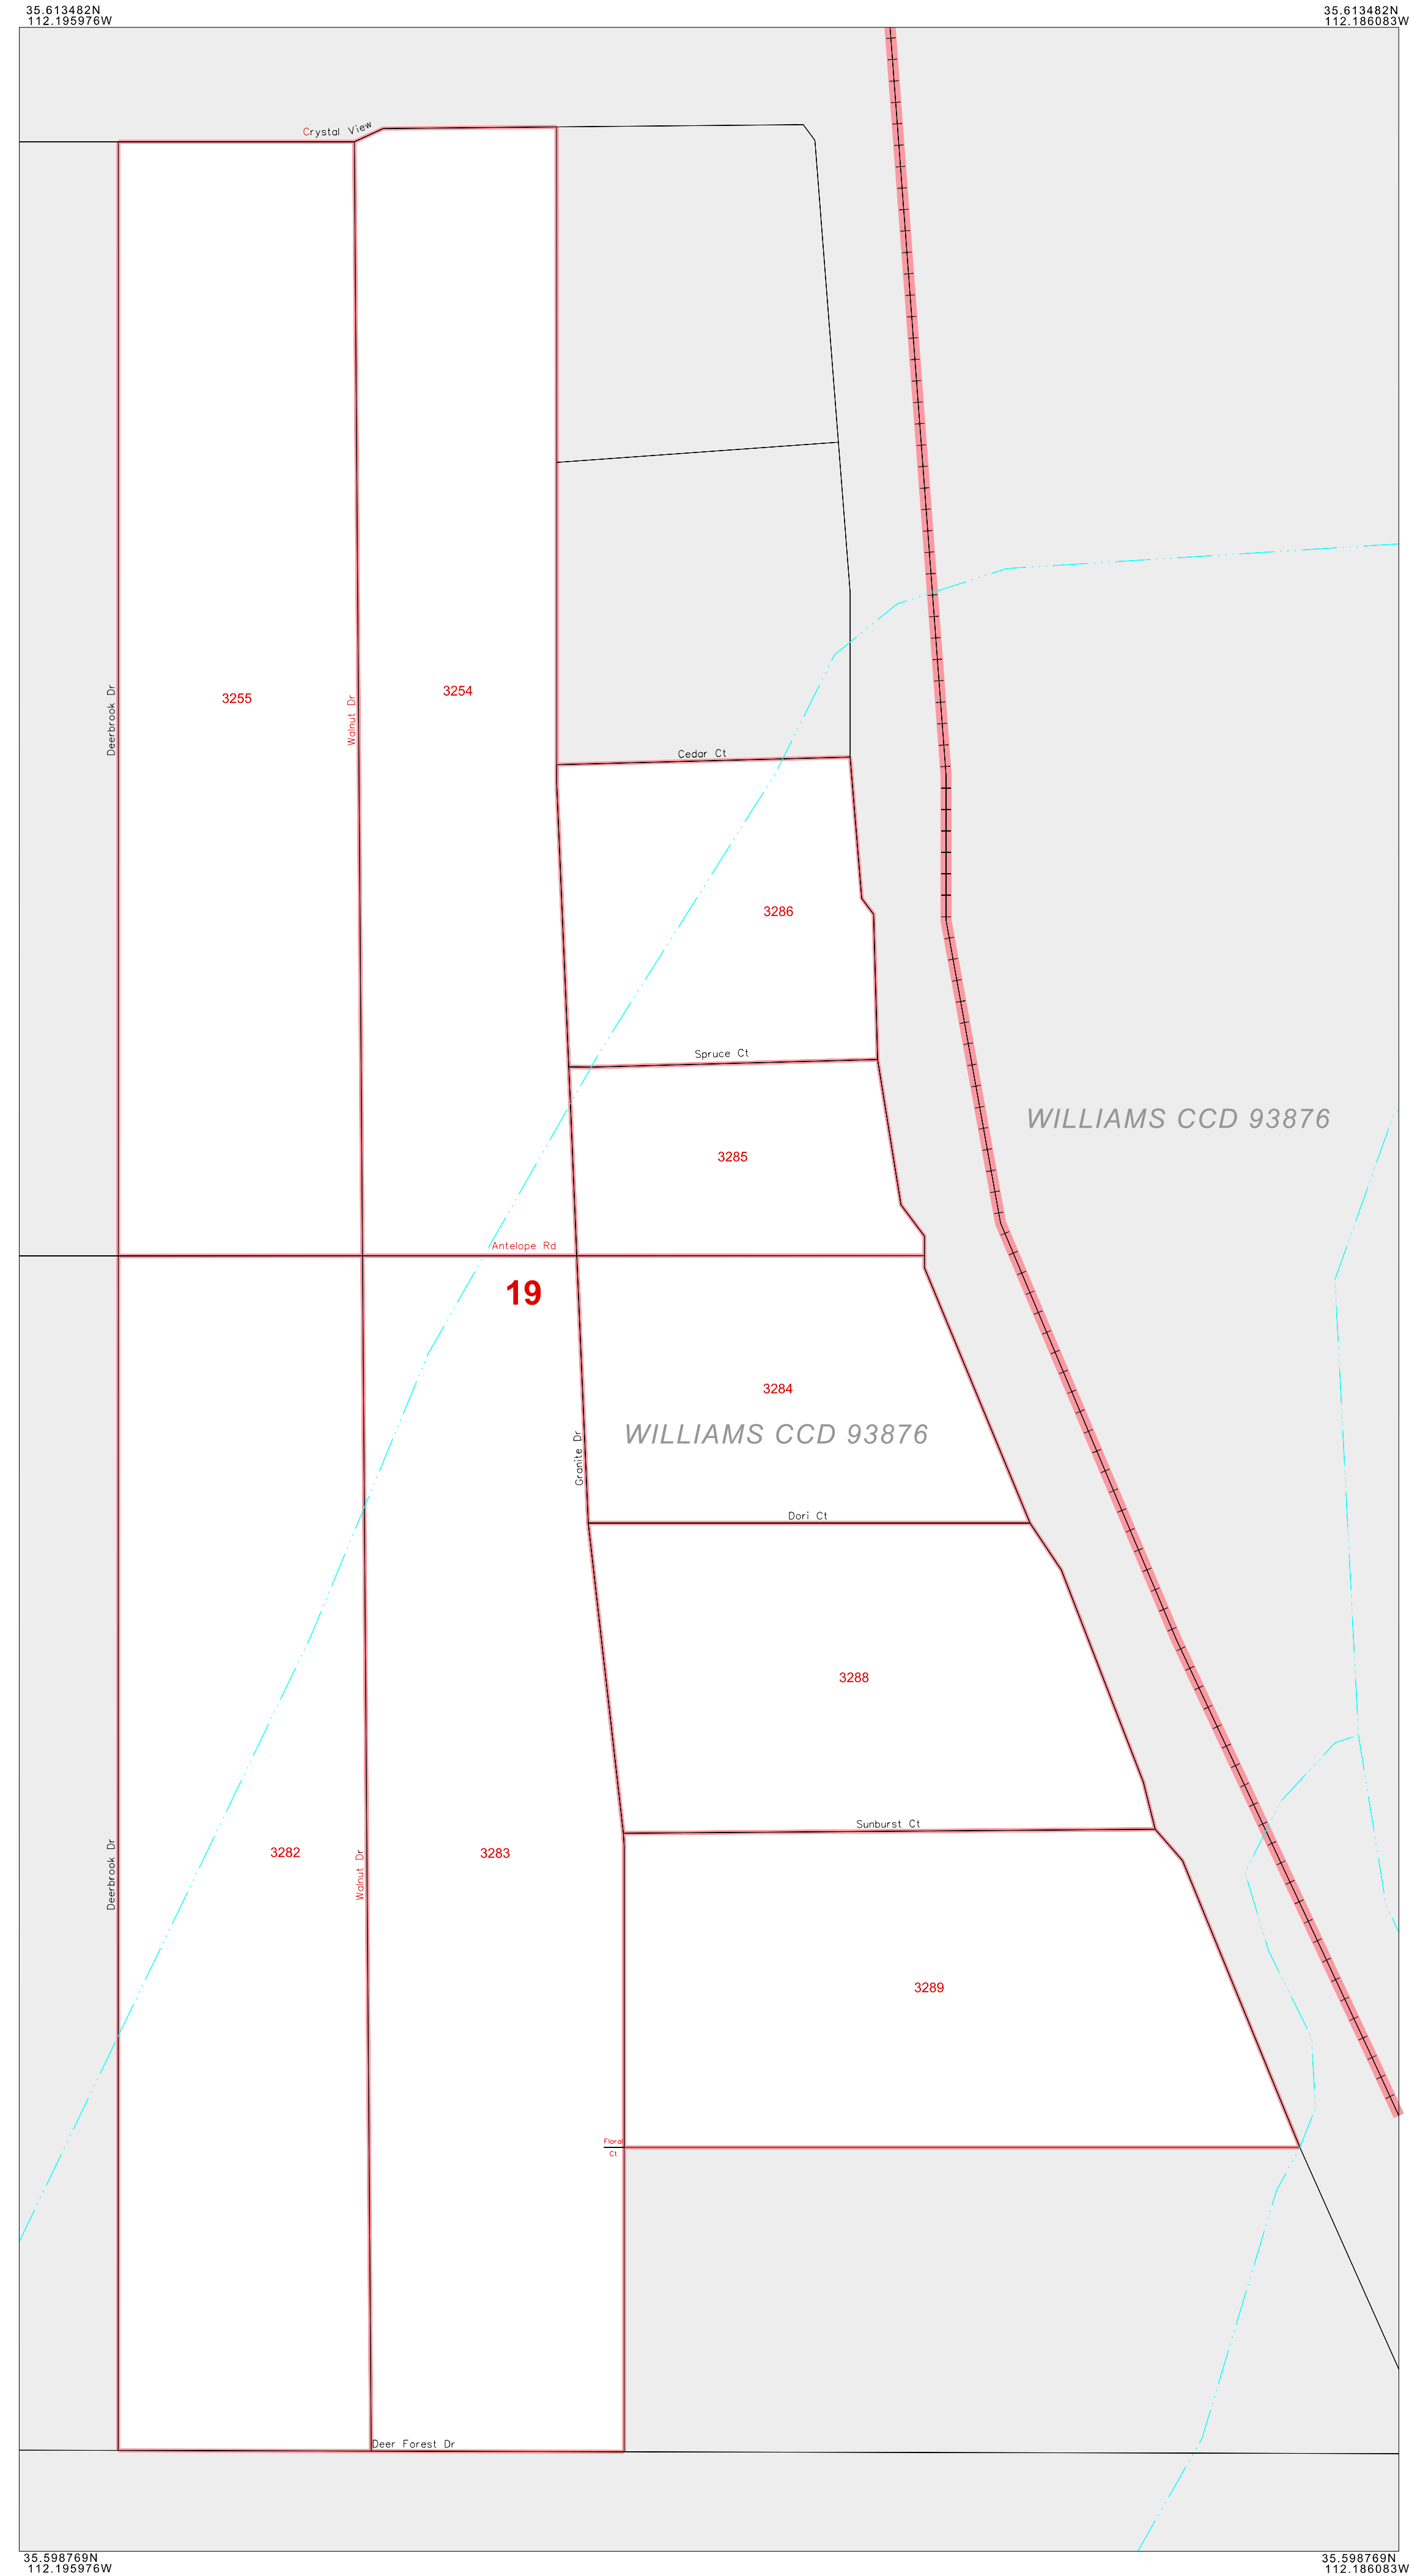 35.613482N
112.195976W
35.613482N
112.186083W
Crystal View
Deerbrook Dr
3255
Walnut Dr
3254
Cedar Ct
3286
Spruce Ct
WILLIAMS CCD 93876
3285
Antelope Rd
19
3284
WILLIAMS CCD 93876
Granite Dr
Dori Ct
3288
Sunburst Ct
Deerbrook Dr
3282
Walnut Dr
3283
3289
Floral
Ct
Deer Forest Dr
35.598769N
112.195976W
35.598769N
112.186083W